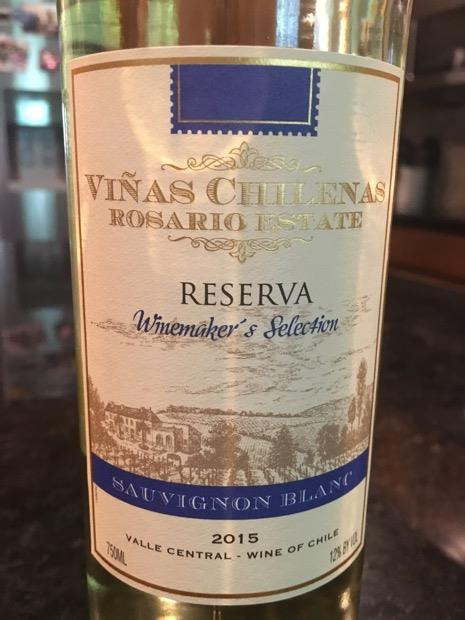 VIÑAS CHILENAS
ROSARIO ESTATE
RESERVA
Winemaker's Selection
SAUVIGNON BLANC
2015
VALLE CENTRAL - WINE OF CHILE
750ML
12% BY VOL